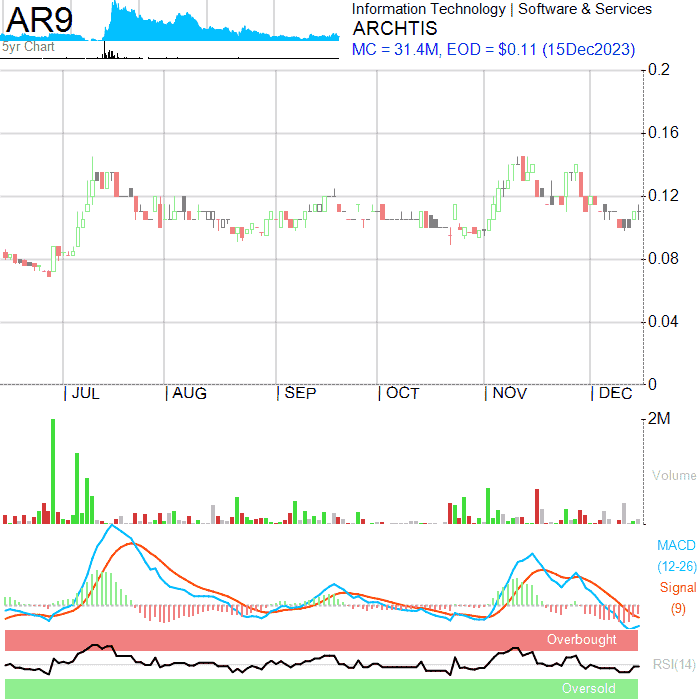 AR9
5yr Chart
Information Technology | Software & Services
ARCHTIS
MC = 31.4M, EOD = $0.11 (15Dec2023)
0.2
0.16
0.12
0.08
0.04
0
| JUL | AUG | SEP | OCT | NOV | DEC
2M
Volume
MACD
(12-26)
Signal
(9)
Overbought
RSI(14)
Oversold